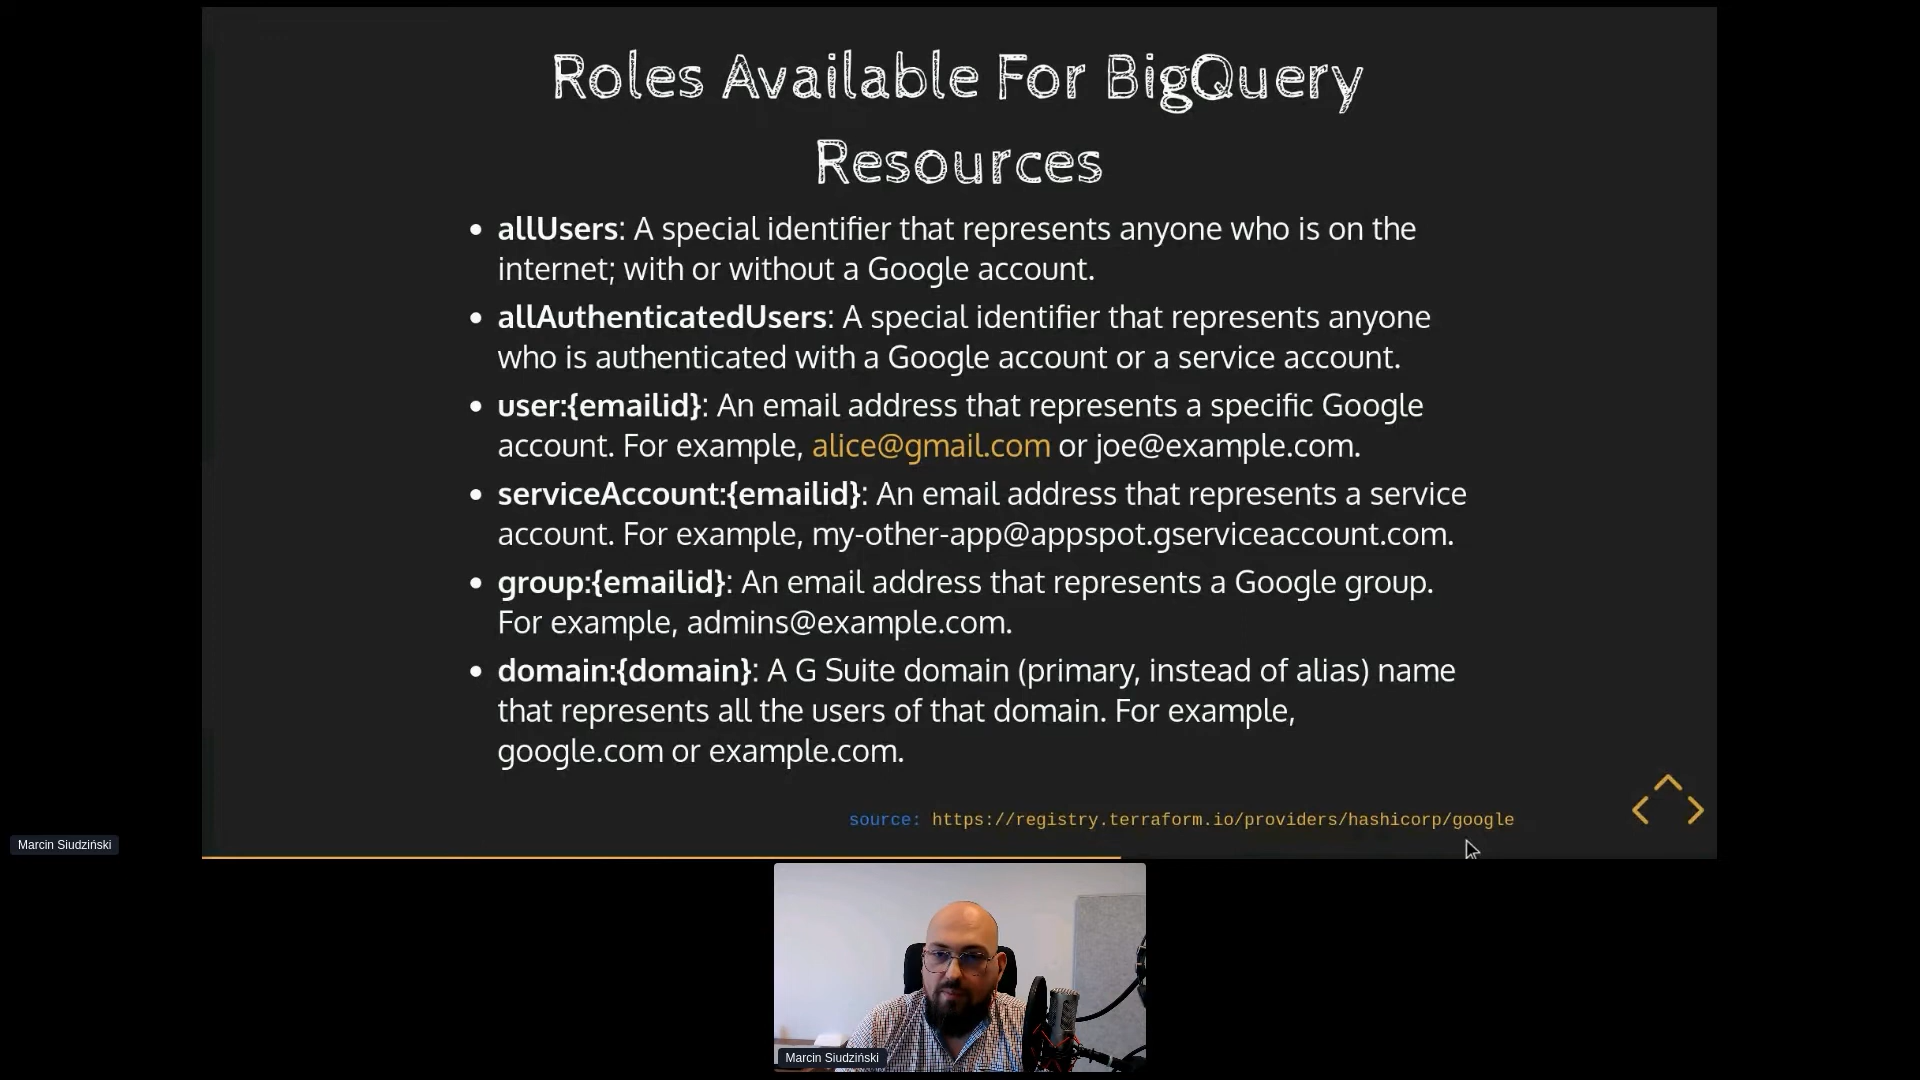 Roles Available For BigQuery
Resources
• allUsers: A special identifier that represents anyone who is on the
internet; with or without a Google account.
• allAuthenticatedUsers: A special identifier that represents anyone
who is authenticated with a Google account or a service account.
• user:{emailid}: An email address that represents a specific Google
account. For example, alice@gmail.com or joe@example.com.
• serviceAccount:{emailid}: An email address that represents a service
account. For example, my-other-app@appspot.gserviceaccount.com.
• group:{emailid}: An email address that represents a Google group.
For example, admins@example.com.
• domain:{domain}: A G Suite domain (primary, instead of alias) name
that represents all the users of that domain. For example,
google.com or example.com.
source: https://registry.terraform.io/providers/hashicorp/google
Marcin Siudziński
Marcin Siudziński